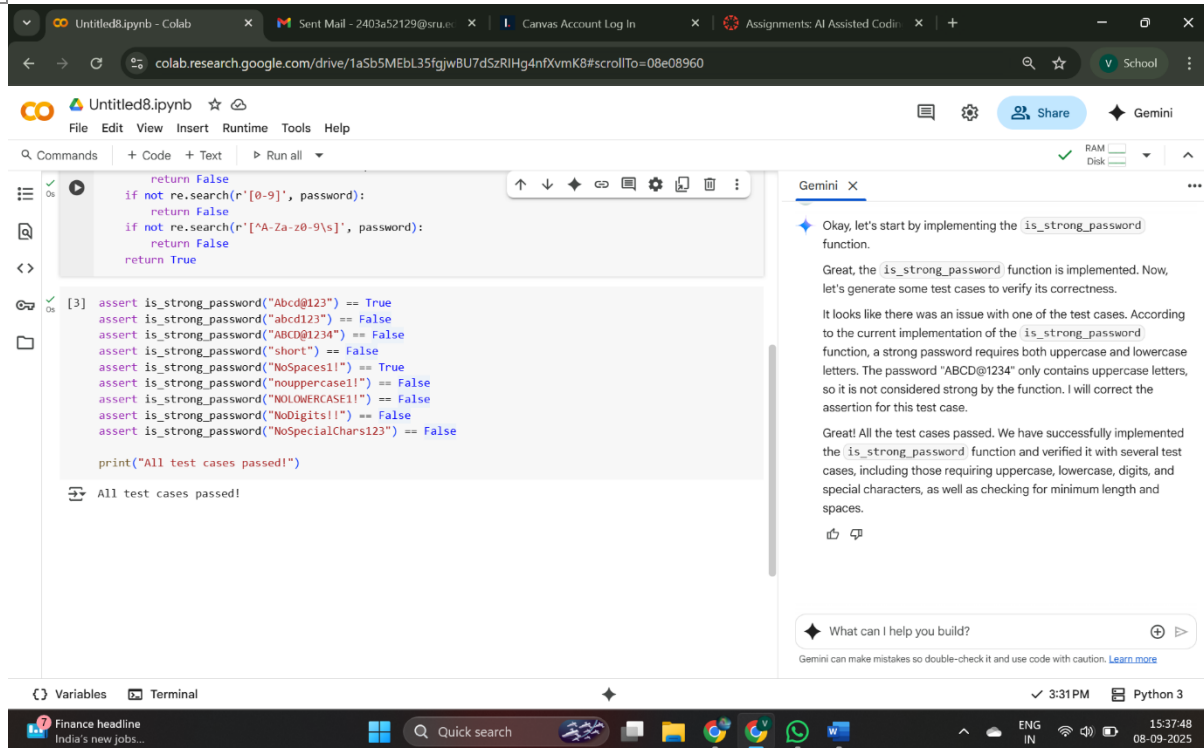 Untitled8.ipynb - Colab
Sent Mail - 2403a52129@sru.ec
Canvas Account Log In
Assignments: AI Assisted Codin
colab.research.google.com/drive/1aSb5MEbL35fgjwBU7dSzRIHg4nfXvmK8#scrollTo=08e08960
V School
CO Untitled8.ipynb
File Edit View Insert Runtime Tools Help
Share
Gemini
Commands + Code + Text Run all
RAM
Disk
0s
return False
if not re.search(r'[0-9]', password):
return False
if not re.search(r'[^A-Za-z0-9\s]', password):
return False
return True
0s
[3] assert is_strong_password("Abcd@123") == True
assert is_strong_password("abcd123") == False
assert is_strong_password("ABCD@1234") == False
assert is_strong_password("short") == False
assert is_strong_password("NoSpaces1!") == True
assert is_strong_password("nouppercase1!") == False
assert is_strong_password("NOLOWERCASE1!") == False
assert is_strong_password("NoDigits!!") == False
assert is_strong_password("NoSpecialChars123") == False
print("All test cases passed!")
All test cases passed!
Gemini
Okay, let's start by implementing the is_strong_password
function.
Great, the is_strong_password function is implemented. Now,
let's generate some test cases to verify its correctness.
It looks like there was an issue with one of the test cases. According
to the current implementation of the is_strong_password
function, a strong password requires both uppercase and lowercase
letters. The password "ABCD@1234" only contains uppercase letters,
so it is not considered strong by the function. I will correct the
assertion for this test case.
Great! All the test cases passed. We have successfully implemented
the is_strong_password function and verified it with several test
cases, including those requiring uppercase, lowercase, digits, and
special characters, as well as checking for minimum length and
spaces.
What can I help you build?
Gemini can make mistakes so double-check it and use code with caution. Learn more
Variables Terminal
3:31 PM Python 3
7
Finance headline
India's new jobs...
Quick search
ENG
IN
15:37:48
08-09-2025